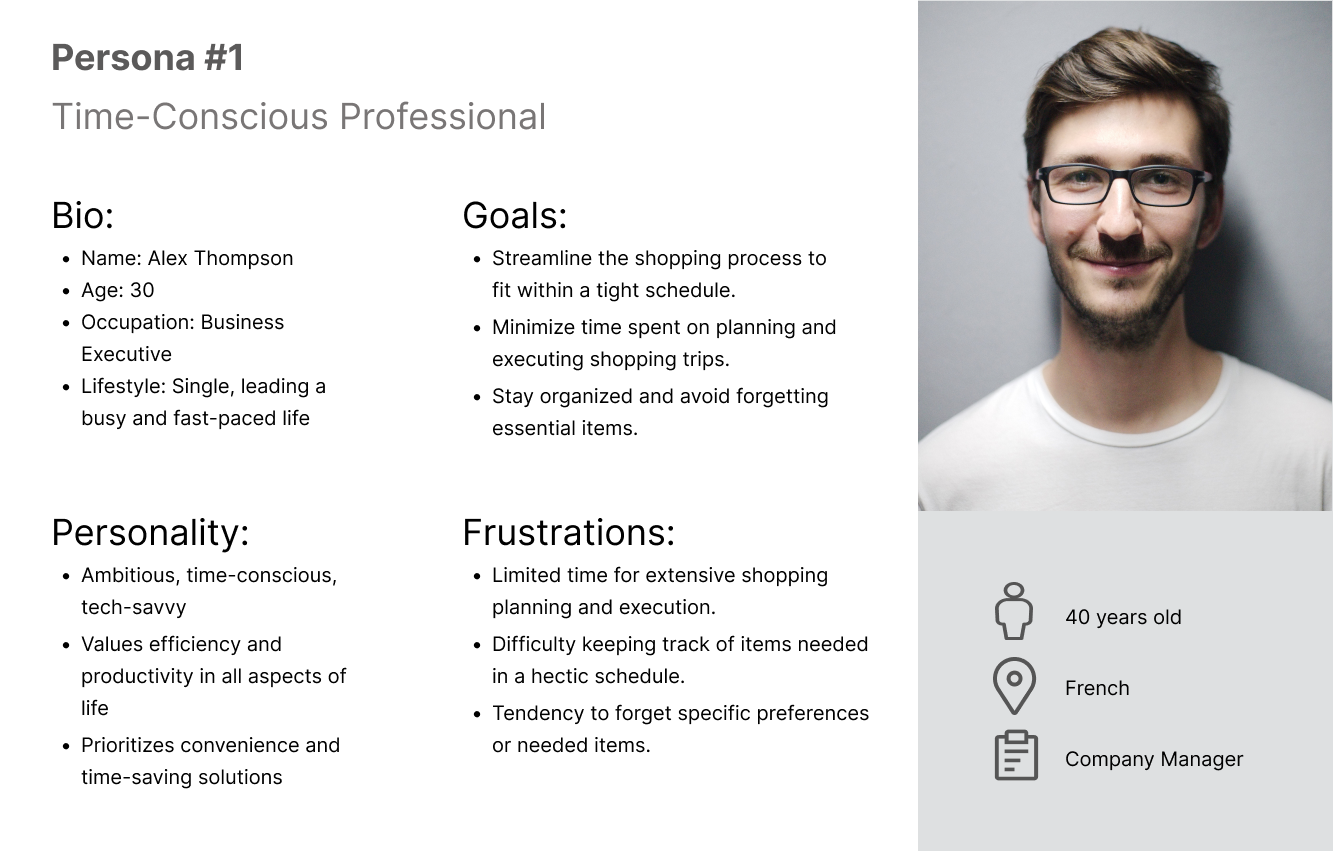 Persona #1
Time-Conscious Professional
Bio:
Name: Alex Thompson
Age: 30
Occupation: Business
Executive
Lifestyle: Single, leading a
busy and fast-paced life
Goals:
Streamline the shopping process to
fit within a tight schedule.
Minimize time spent on planning and
executing shopping trips.
Stay organized and avoid forgetting
essential items.
Personality:
Ambitious, time-conscious,
tech-savvy
Values efficiency and
productivity in all aspects of
life
Prioritizes convenience and
time-saving solutions
Frustrations:
Limited time for extensive shopping
planning and execution.
Difficulty keeping track of items needed
in a hectic schedule.
Tendency to forget specific preferences
or needed items.
40 years old
French
Company Manager